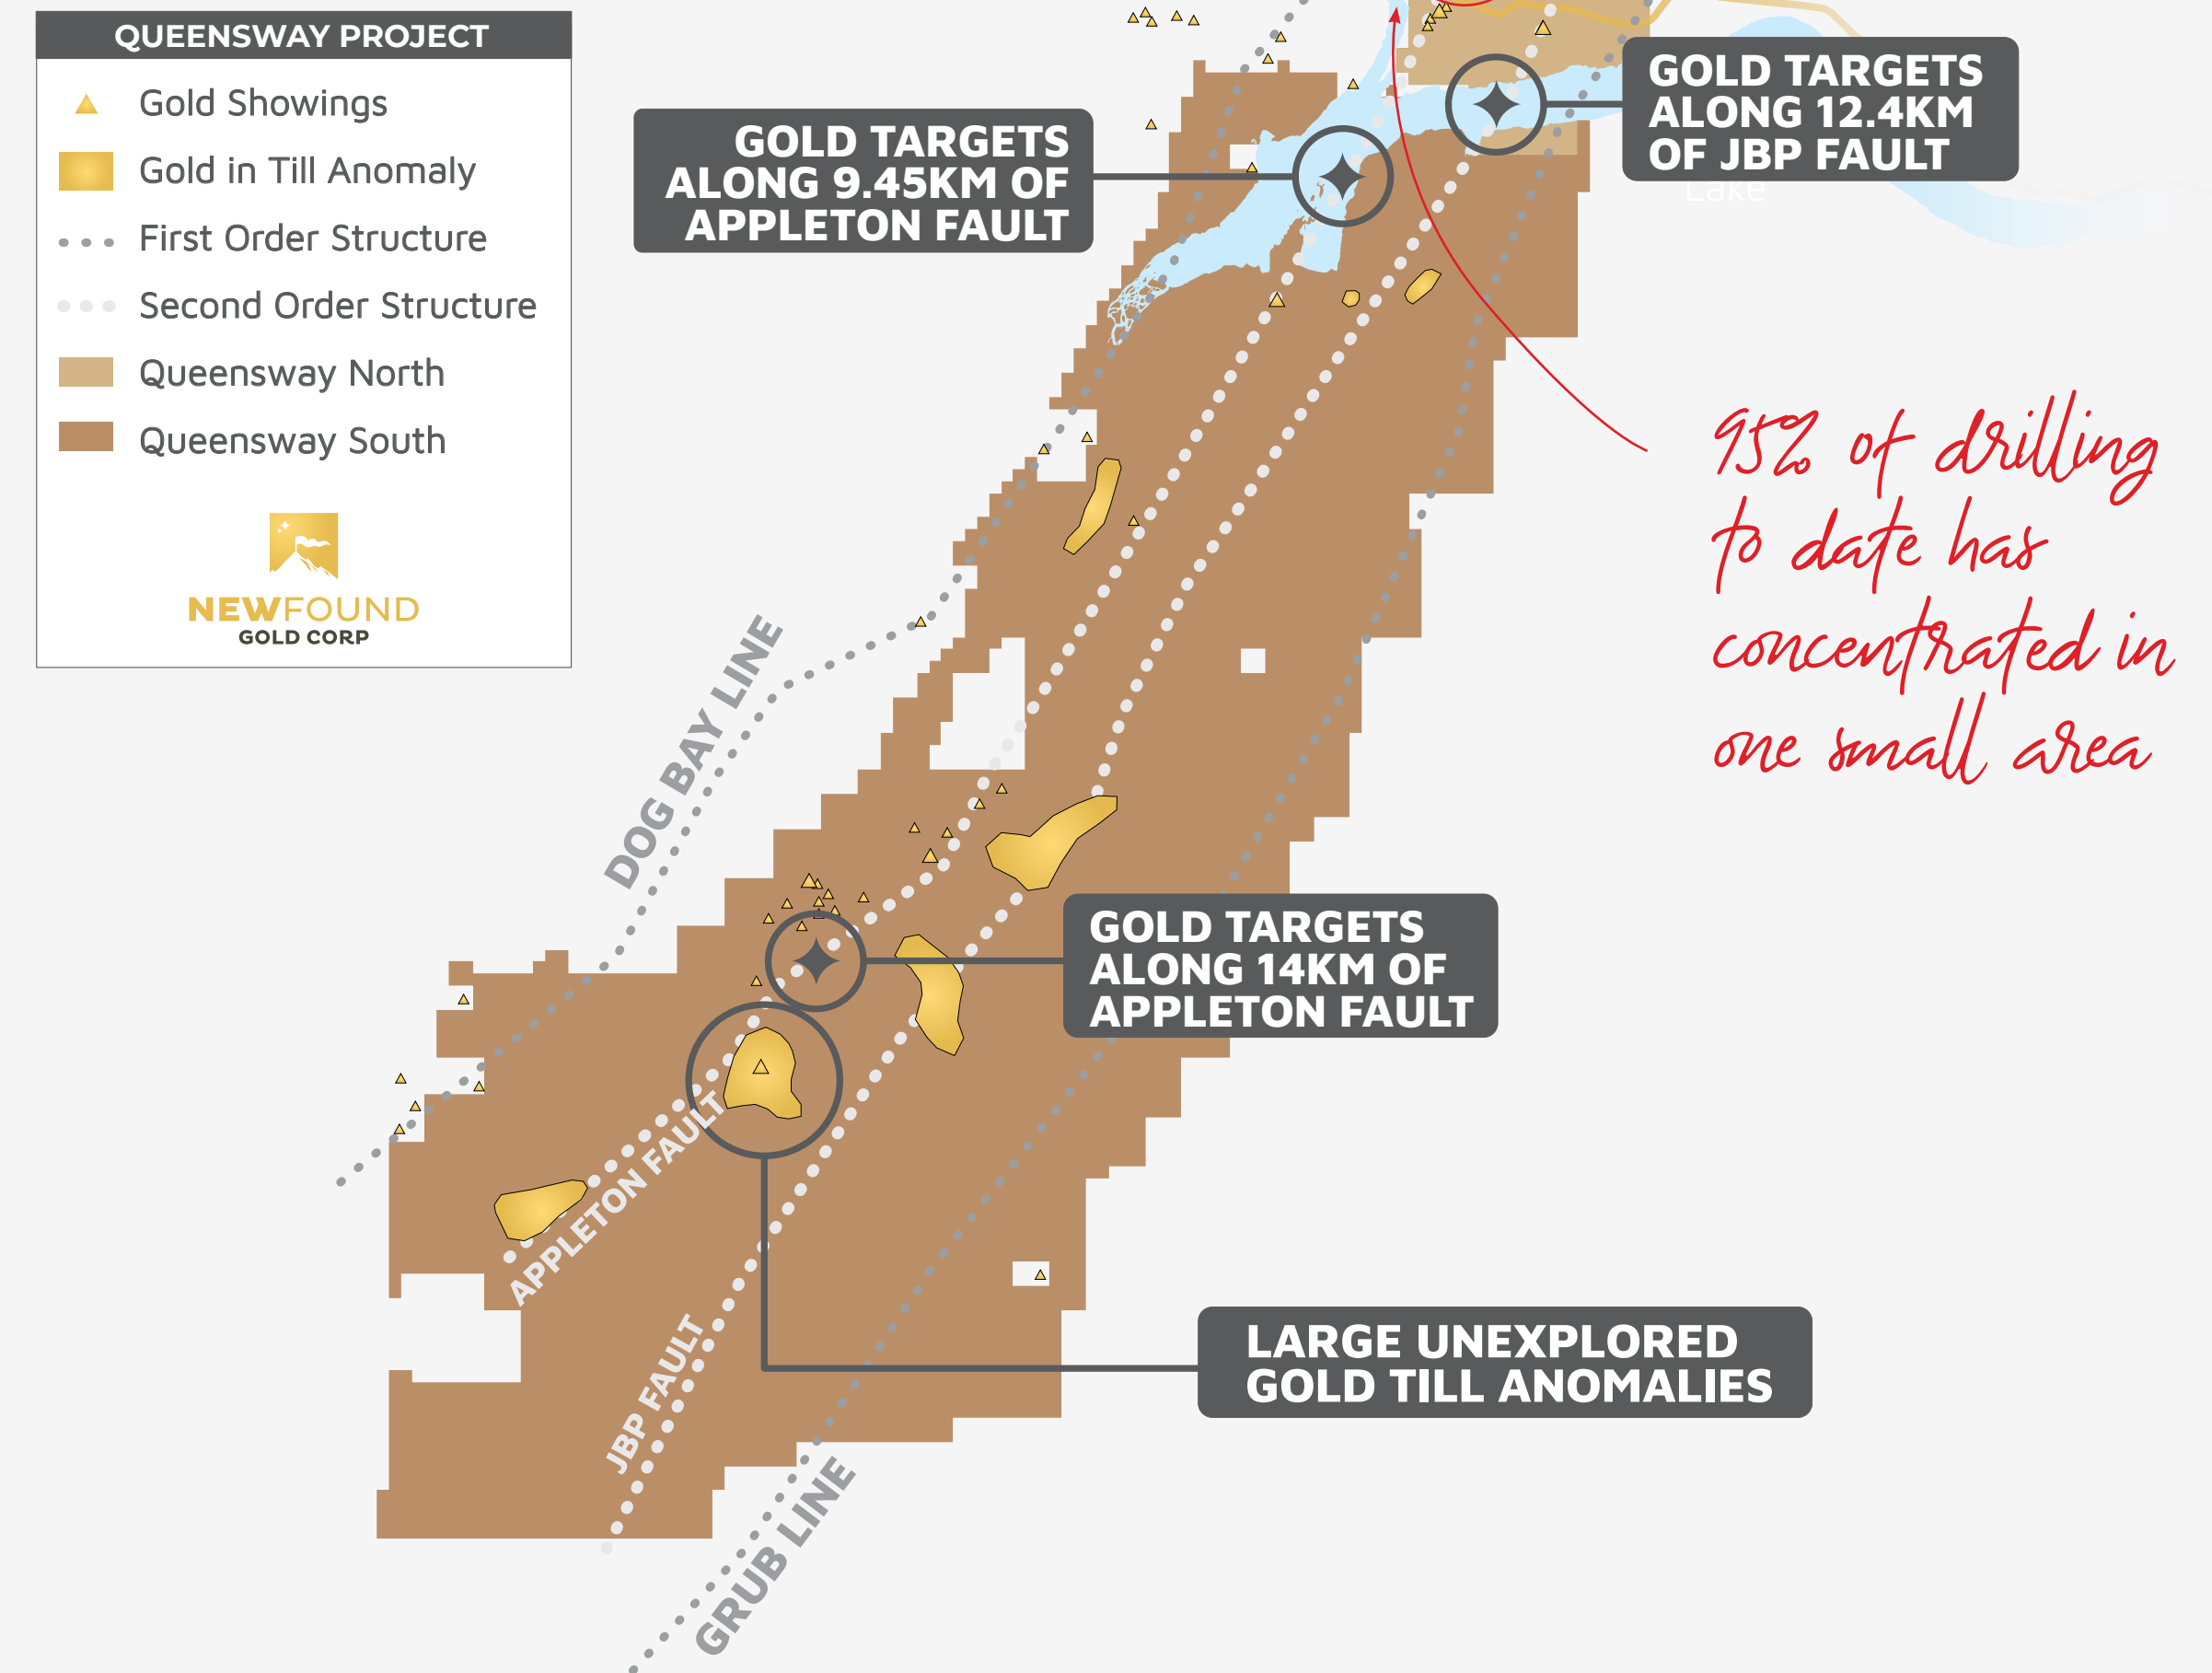 QUEENSWAY PROJECT
Gold Showings
Gold in Till Anomaly
First Order Structure
Second Order Structure
Queensway North
Queensway South
NEWFOUND
GOLD CORP
GOLD TARGETS
ALONG 9.45KM OF
APPLETON FAULT
GOLD TARGETS
ALONG 12.4KM
OF JBP FAULT
Lake
95% of drilling
to date has
concentrated in
one small area
DOG BAY LINE
GOLD TARGETS
ALONG 14KM OF
APPLETON FAULT
APPLETON FAULT
JBP FAULT
LARGE UNEXPLORED
GOLD TILL ANOMALIES
GRUB LINE